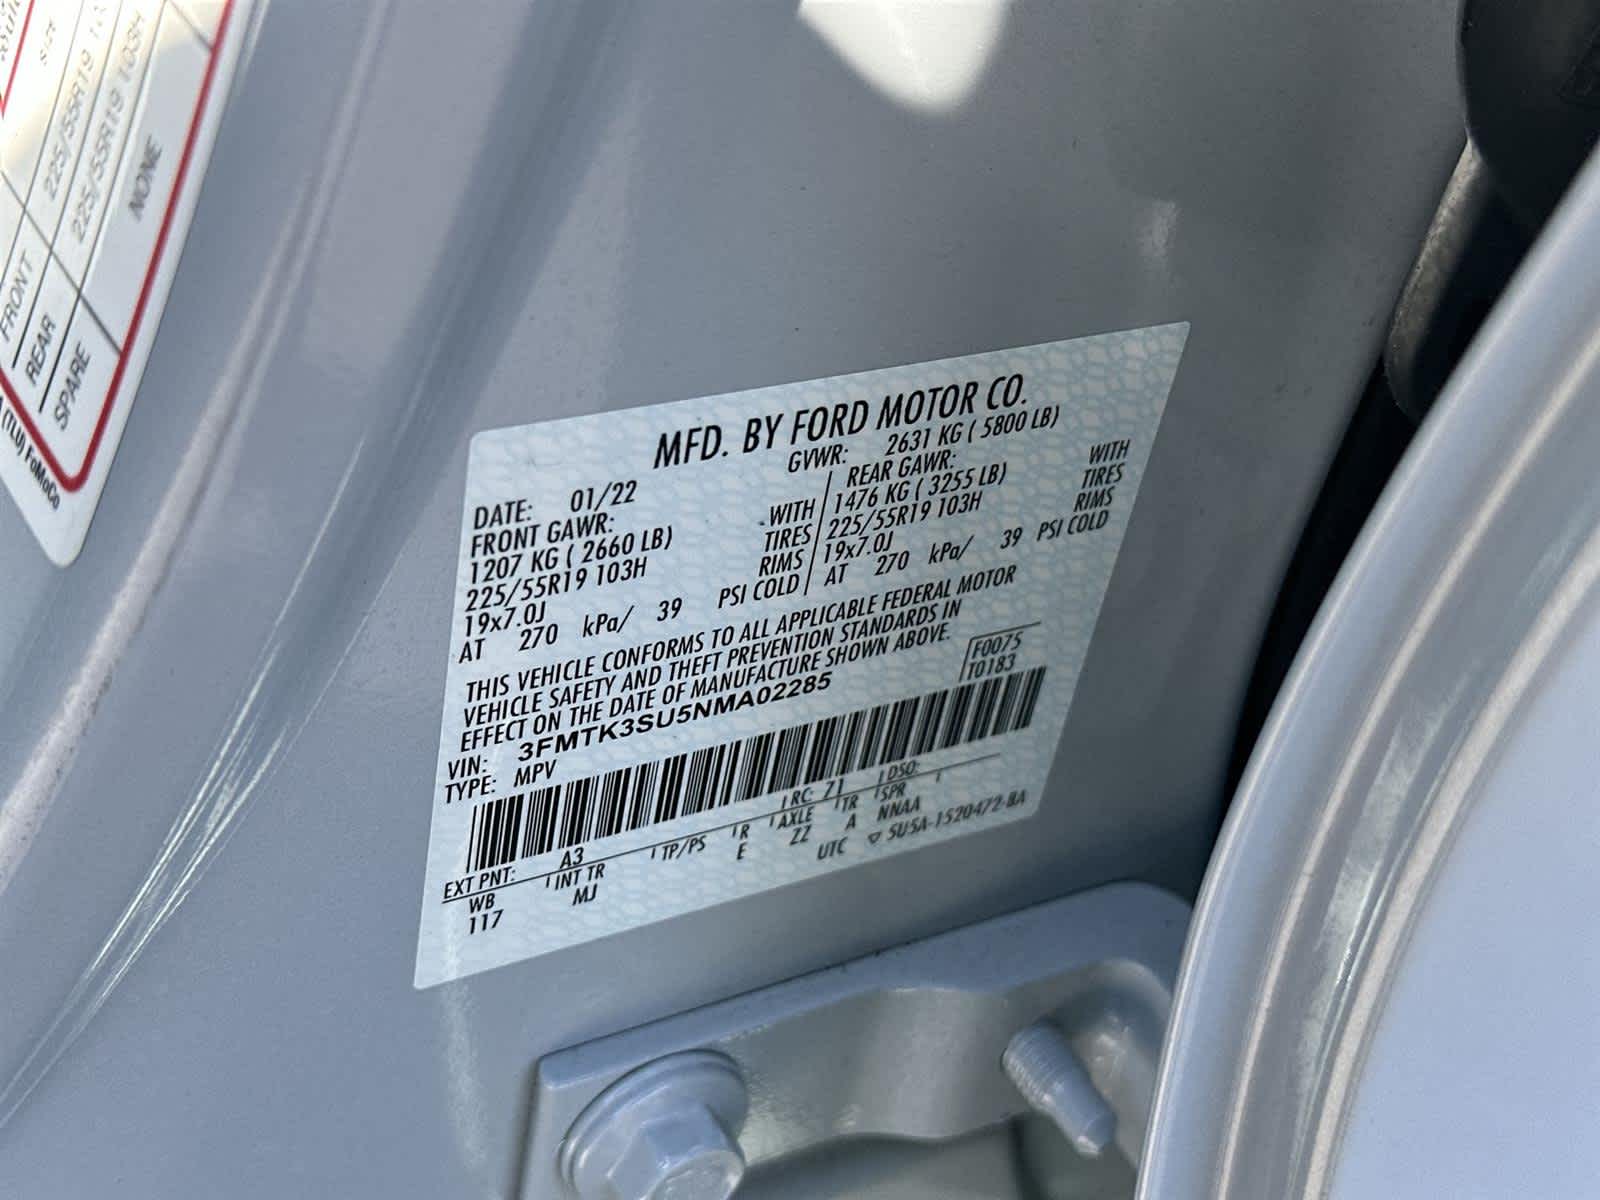 SIZE
225/55R19 103H
225/55R19 103H
NONE
FRONT
REAR
SPARE
(TLU) FoMoCo
MFD. BY FORD MOTOR CO.
DATE: 01/22 GVWR: 2631 KG ( 5800 LB)
FRONT GAWR: REAR GAWR:
1207 KG ( 2660 LB) WITH 1476 KG ( 3255 LB) WITH
225/55R19 103H TIRES 225/55R19 103H TIRES
19x7.0J RIMS 19x7.0J RIMS
AT 270 kPa/ 39 PSI COLD AT 270 kPa/ 39 PSI COLD
THIS VEHICLE CONFORMS TO ALL APPLICABLE FEDERAL MOTOR
VEHICLE SAFETY AND THEFT PREVENTION STANDARDS IN
EFFECT ON THE DATE OF MANUFACTURE SHOWN ABOVE.
VIN: 3FMTK3SU5NMA02285 F0075
TYPE: MPV T0183
EXT PNT: A3 RC: 71 DSO:
WB INT TR TP/PS R AXLE TR SPR
117 MJ E ZZ A NNAA
UTC ▽ 5U5A-1520472-BA